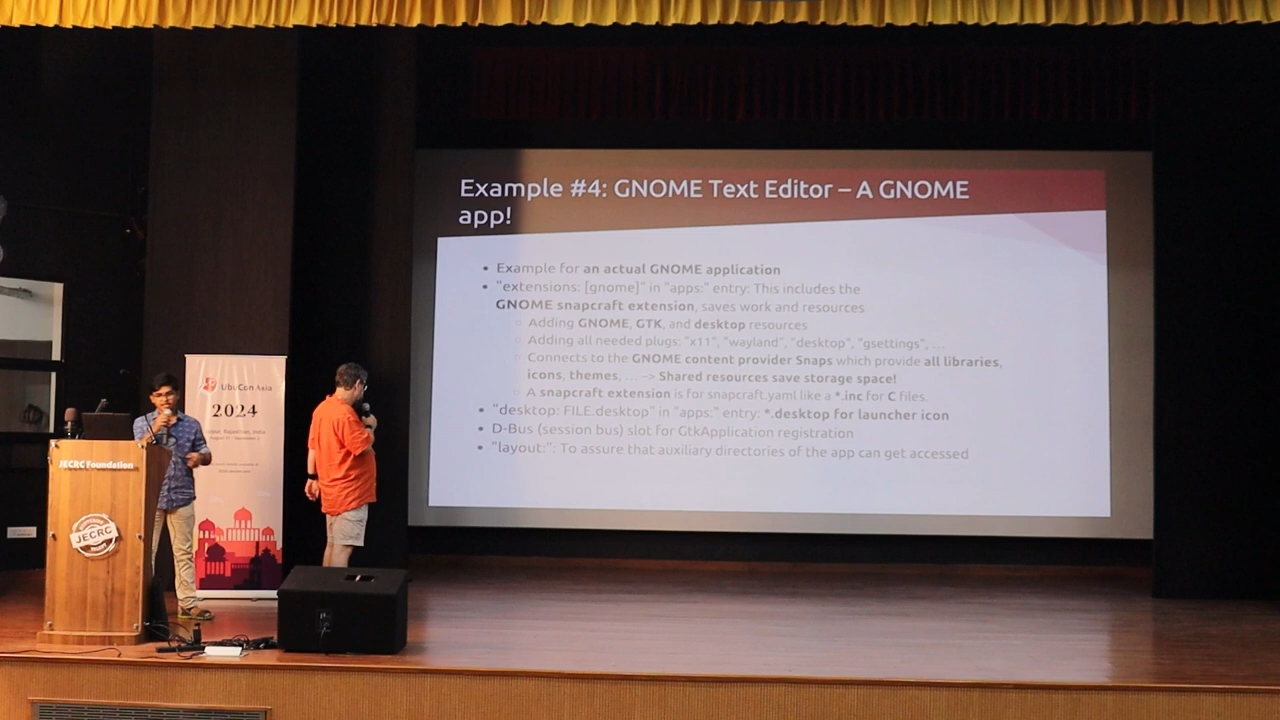 Example #4: GNOME Text Editor – A GNOME
app!
• Example for an actual GNOME application
• "extensions: [gnome]" in "apps:" entry: This includes the
GNOME snapcraft extension, saves work and resources
○ Adding GNOME, GTK, and desktop resources
○ Adding all needed plugs: "x11", "wayland", "desktop", "gsettings", …
○ Connects to the GNOME content provider Snaps which provide all libraries,
icons, themes, … –> Shared resources save storage space!
A snapcraft extension is for snapcraft.yaml like a *.inc for C files.
• "desktop: FILE.desktop" in "apps:" entry: *.desktop for launcher icon
• D-Bus (session bus) slot for GtkApplication registration
• "layout:": To assure that auxiliary directories of the app can get accessed
UbuCon Asia
2024
Jaipur, Rajasthan, India
JECRC Foundation
JECRC